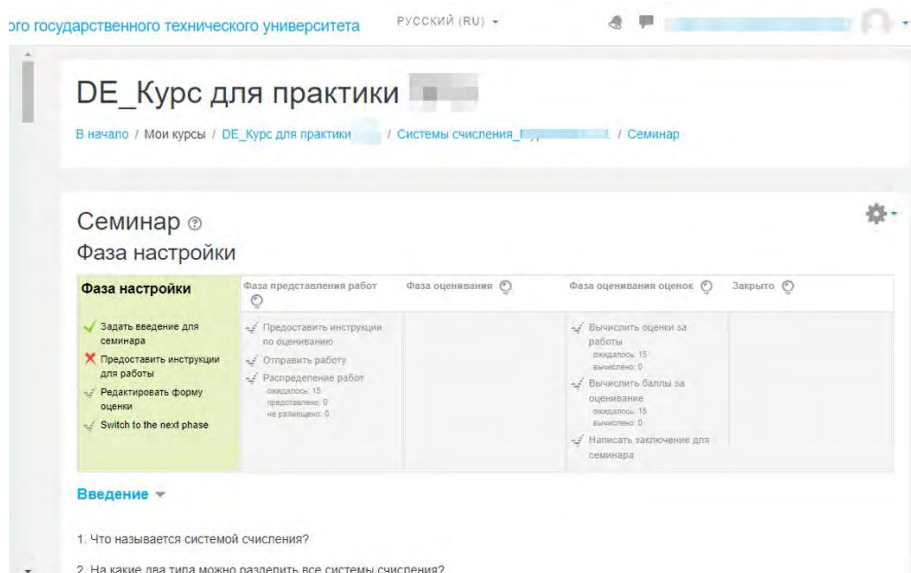 ого государственного технического университета РУССКИЙ (RU)
DE_Курс для практики
В начало / Мои курсы / DE_Курс для практики / Системы счисления_ / Семинар
Семинар
Фаза настройки
Фаза настройки
Задать введение для
семинара
Предоставить инструкции
для работы
Редактировать форму
оценки
Switch to the next phase
Фаза представления работ
Предоставить инструкции
по оцениванию
Отправить работу
Распределение работ
ожидалось: 15
представлено: 0
не размещено: 0
Фаза оценивания
Фаза оценивания оценок
Вычислить оценки за
работы
ожидалось: 15
вычислено: 0
Вычислить баллы за
оценивание
ожидалось: 15
вычислено: 0
Написать заключение для
семинара
Закрыто
Введение
1. Что называется системой счисления?
2. На какие два типа можно разделить все системы счисления?